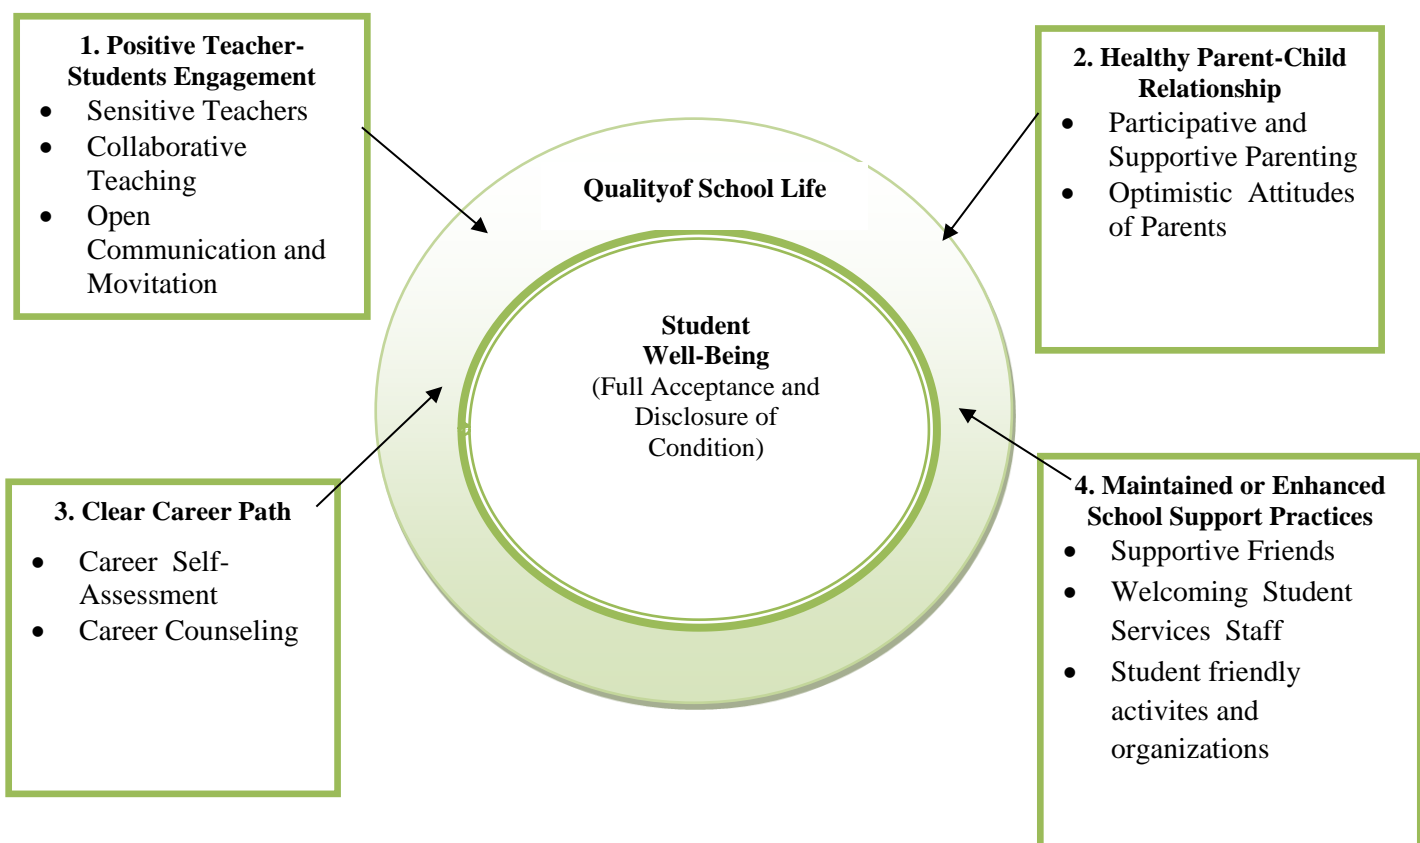 1. Positive Teacher-
Students Engagement
• Sensitive Teachers
• Collaborative
Teaching
• Open
Communication and
Movitation
2. Healthy Parent-Child
Relationship
• Participative and
Supportive Parenting
• Optimistic Attitudes
of Parents
Qualityof School Life
Student
Well-Being
(Full Acceptance and
Disclosure of
Condition)
3. Clear Career Path
• Career Self-
Assessment
• Career Counseling
4. Maintained or Enhanced
School Support Practices
• Supportive Friends
• Welcoming Student
Services Staff
• Student friendly
activites and
organizations